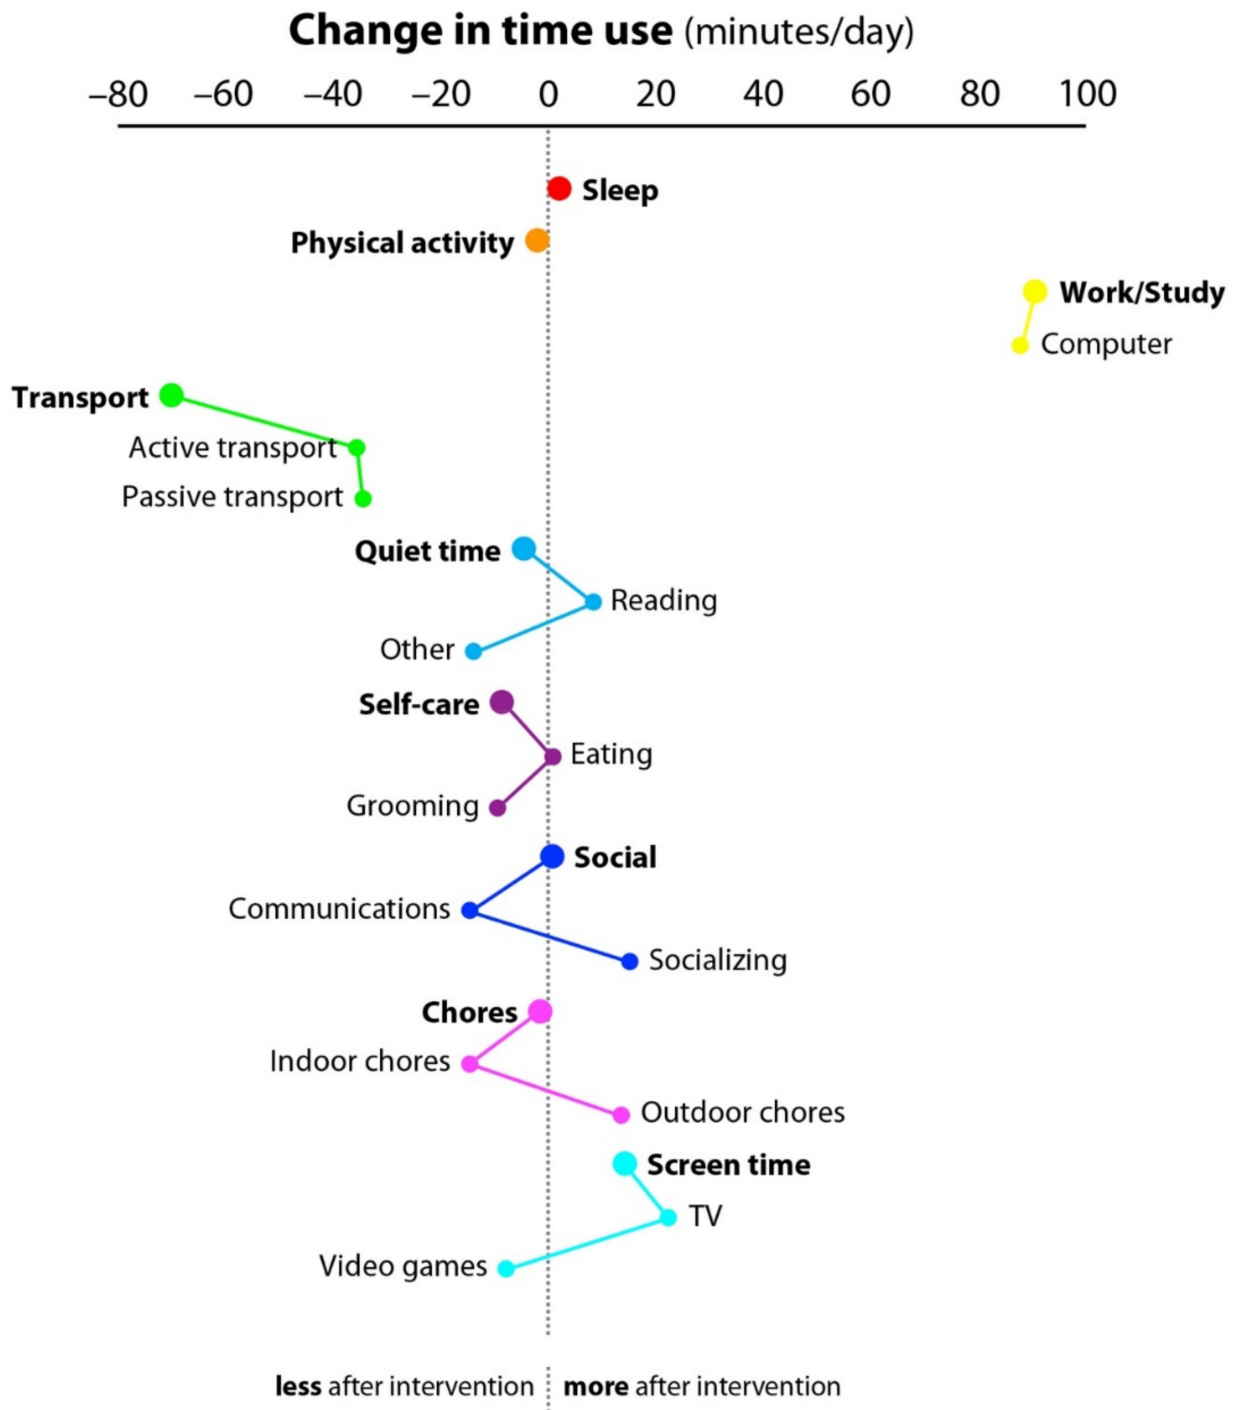 Change in time use (minutes/day)
–80 –60 –40 –20 0 20 40 60 80 100
Sleep
Physical activity
Work/Study
Computer
Transport
Active transport
Passive transport
Quiet time
Reading
Other
Self-care
Eating
Grooming
Social
Communications
Socializing
Chores
Indoor chores
Outdoor chores
Screen time
TV
Video games
less after intervention more after intervention